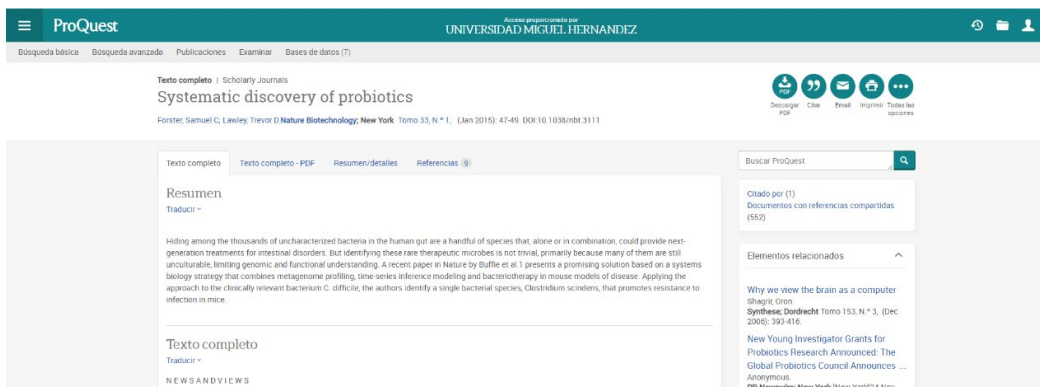 ProQuest
Acceso proporcionado por
UNIVERSIDAD MIGUEL HERNANDEZ
Búsqueda básica Búsqueda avanzada Publicaciones Examinar Bases de datos (7)
Texto completo | Scholarly Journals
Systematic discovery of probiotics
Forster, Samuel C; Lawley, Trevor D. Nature Biotechnology; New York Tomo 33, N.º 1, (Jan 2015): 47-49. DOI:10.1038/nbt.3111
PDF
Descargar PDF
Citar
Email
Imprimir
Todas las opciones
Texto completo Texto completo - PDF Resumen/detalles Referencias 9
Resumen
Traducir
Hiding among the thousands of uncharacterized bacteria in the human gut are a handful of species that, alone or in combination, could provide next-
generation treatments for intestinal disorders. But identifying these rare therapeutic microbes is not trivial, primarily because many of them are still
unculturable, limiting genomic and functional understanding. A recent paper in Nature by Buffie et al.1 presents a promising solution based on a systems
biology strategy that combines metagenome profiling, time-series inference modeling and bacteriotherapy in mouse models of disease. Applying the
approach to the clinically relevant bacterium C. difficile, the authors identify a single bacterial species, Clostridium scindens, that promotes resistance to
infection in mice.
Texto completo
Traducir
NEWSANDVIEWS
Buscar ProQuest
Citado por (1)
Documentos con referencias compartidas
(552)
Elementos relacionados
Why we view the brain as a computer
Shagrir, Oron.
Synthese; Dordrecht Tomo 153, N.º 3, (Dec
2006): 393-416.
New Young Investigator Grants for
Probiotics Research Announced: The
Global Probiotics Council Announces ...
Anonymous.
PR Newswire; New York [New York]24 Nov